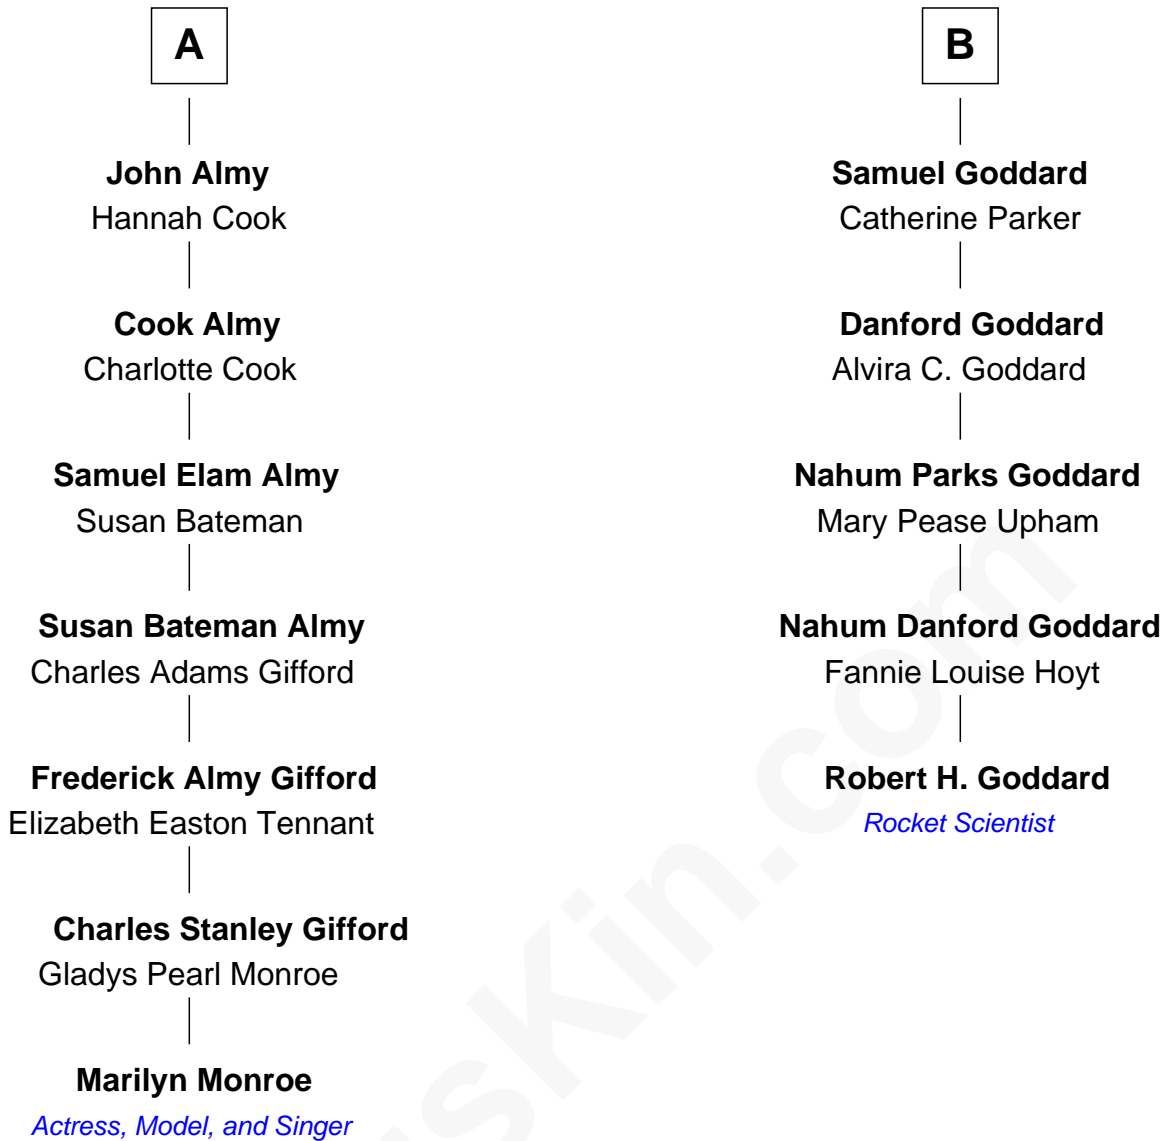 A
John Almy
Hannah Cook
Cook Almy
Charlotte Cook
Samuel Elam Almy
Susan Bateman
Susan Bateman Almy
Charles Adams Gifford
Frederick Almy Gifford
Elizabeth Easton Tennant
Charles Stanley Gifford
Gladys Pearl Monroe
Marilyn Monroe
Actress, Model, and Singer
B
Samuel Goddard
Catherine Parker
Danford Goddard
Alvira C. Goddard
Nahum Parks Goddard
Mary Pease Upham
Nahum Danford Goddard
Fannie Louise Hoyt
Robert H. Goddard
Rocket Scientist
usKin.com